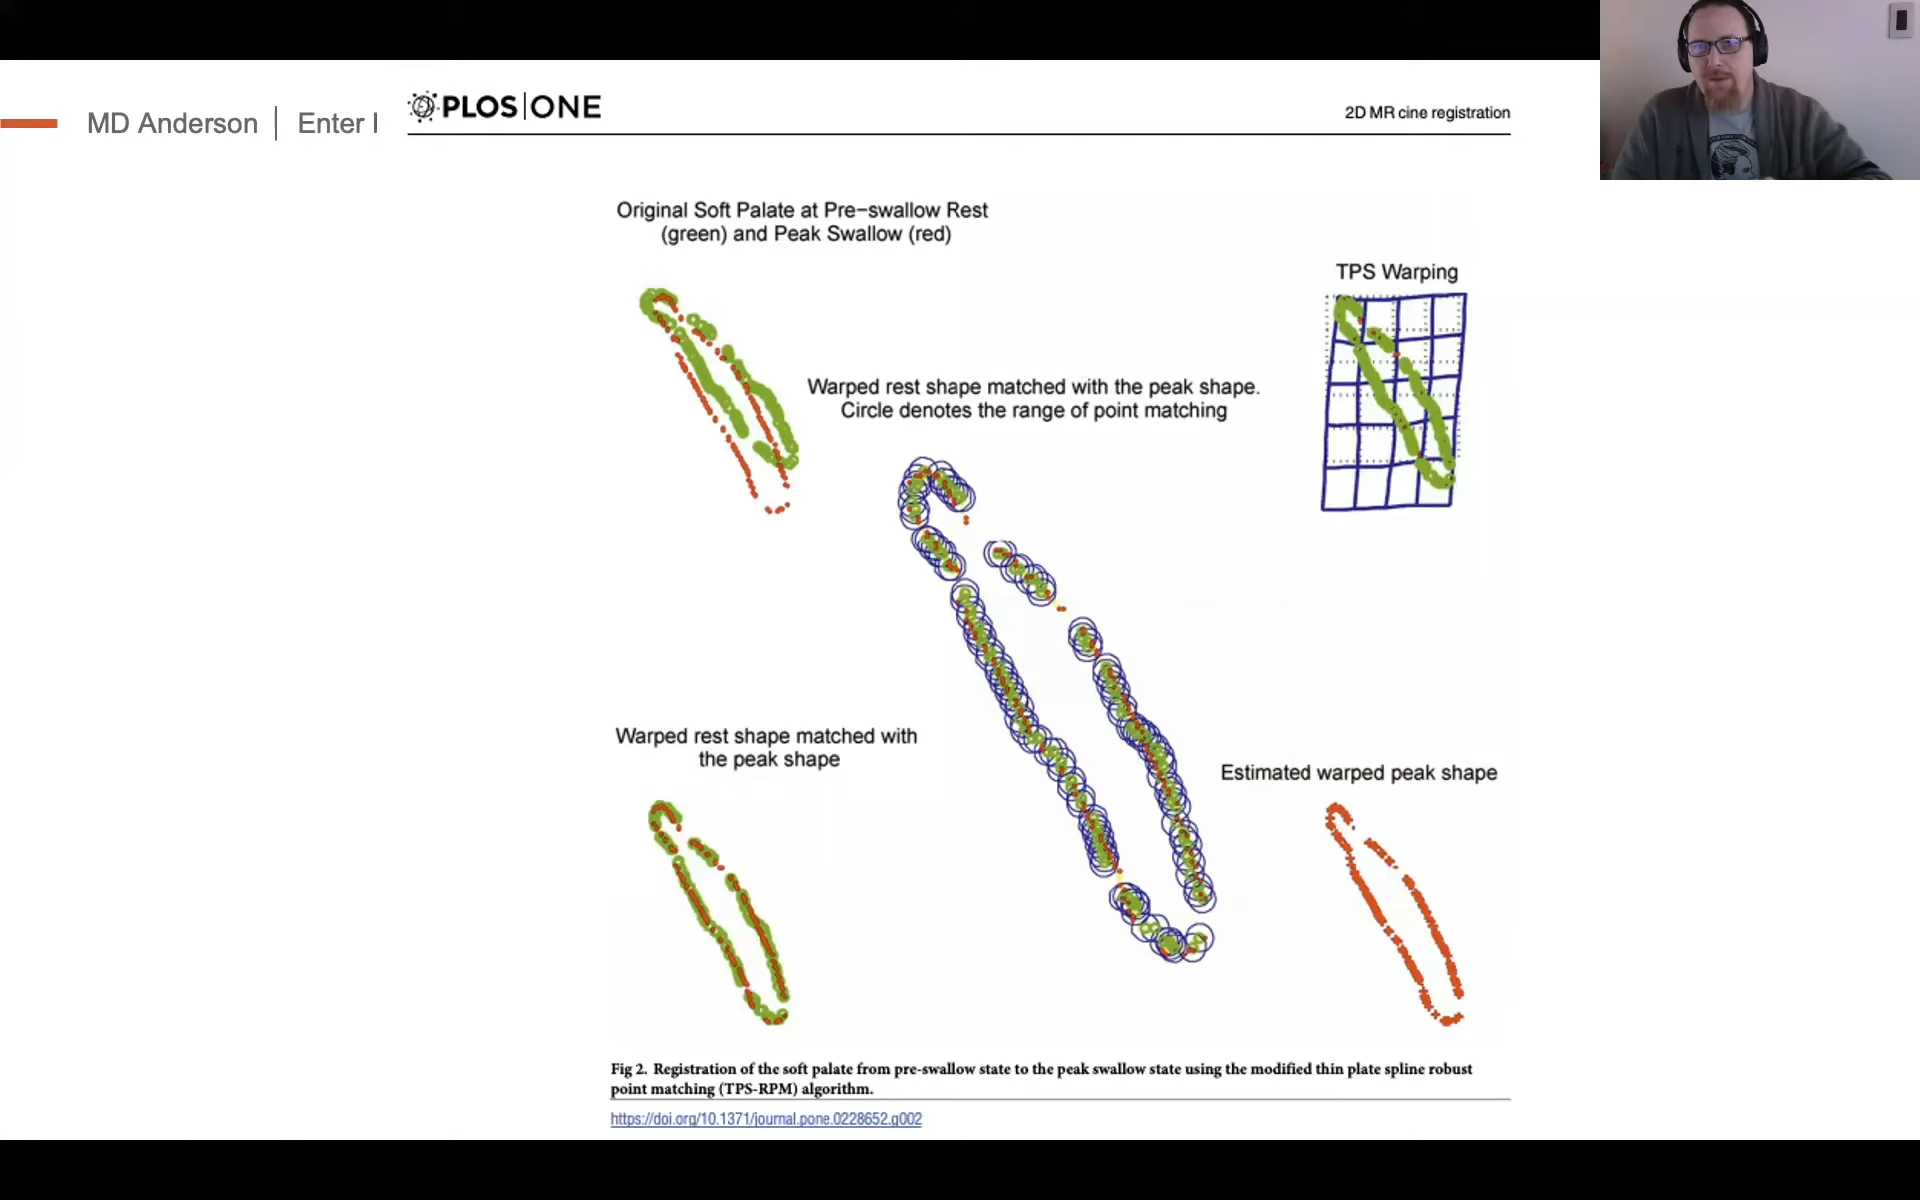 MD Anderson | Enter I
PLOS|ONE
2D MR cine registration
Original Soft Palate at Pre−swallow Rest
(green) and Peak Swallow (red)
TPS Warping
Warped rest shape matched with the peak shape.
Circle denotes the range of point matching
Warped rest shape matched with
the peak shape
Estimated warped peak shape
Fig 2. Registration of the soft palate from pre-swallow state to the peak swallow state using the modified thin plate spline robust
point matching (TPS-RPM) algorithm.
https://doi.org/10.1371/journal.pone.0228652.g002